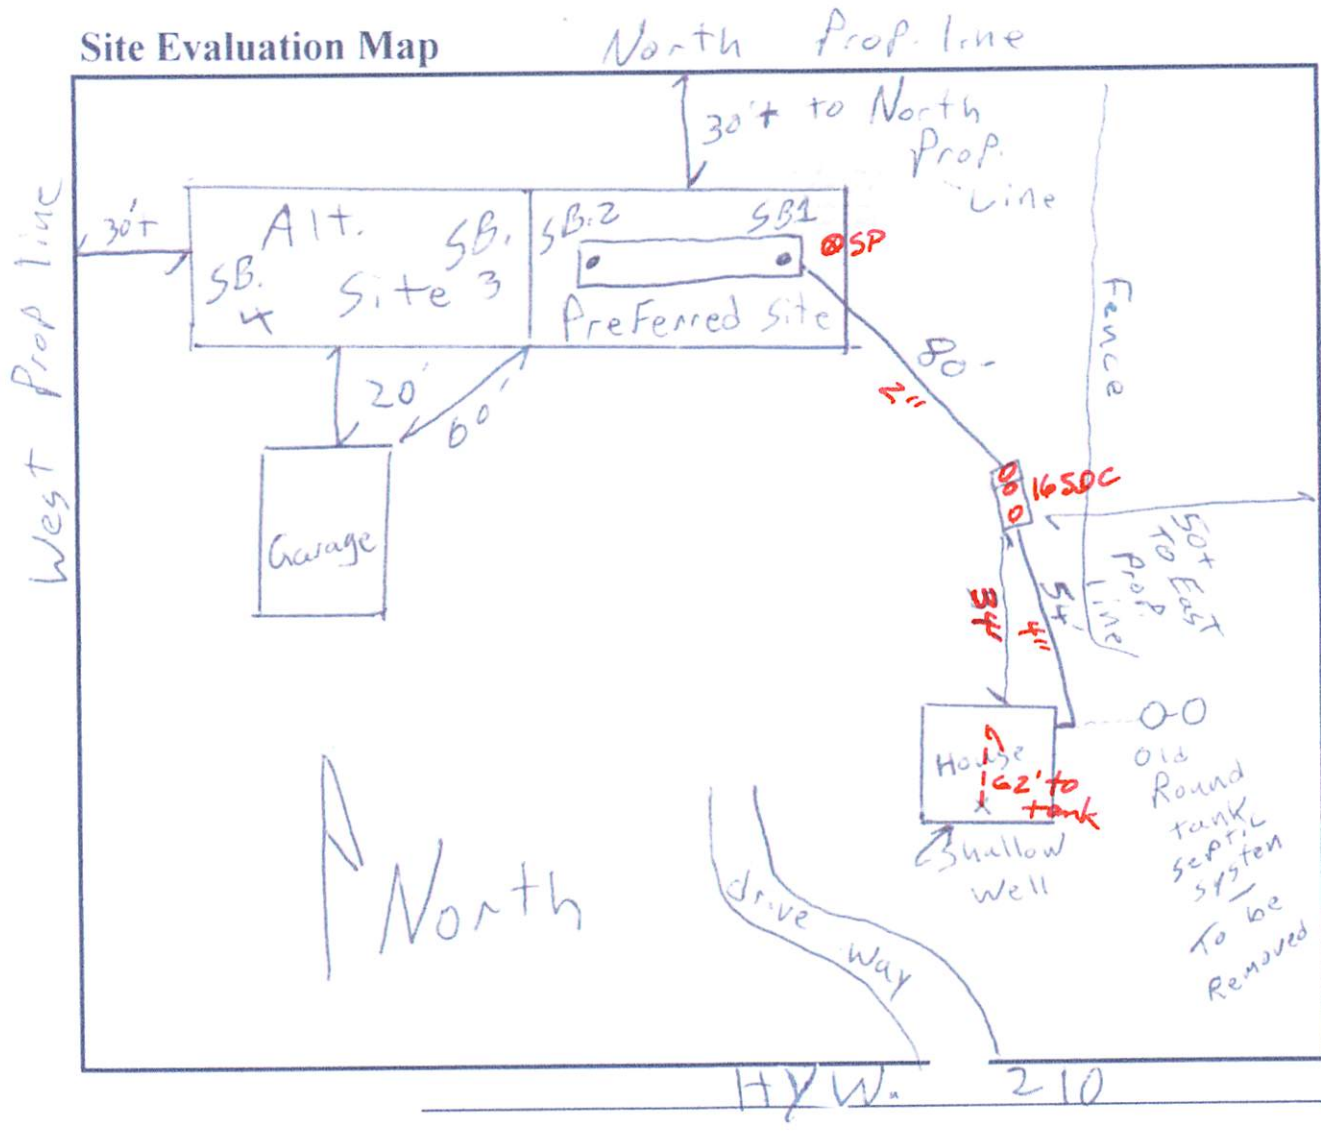 Site Evaluation Map
North Prop. line
30'+ to North
Prop.
Line
West Prop line
30'+
Alt.
Site
SB.
3
SB.
4
SB.2
SB1
SP
Preferred Site
Fence
80-
2"
20'
60'
Garage
1650C
50+
To East
Prop.
Line
34'
4"
54'
House
62' to
tank
Shallow
Well
Old
Round
tank
Septic
System
To be
Removed
North
drive way
HYW. 210